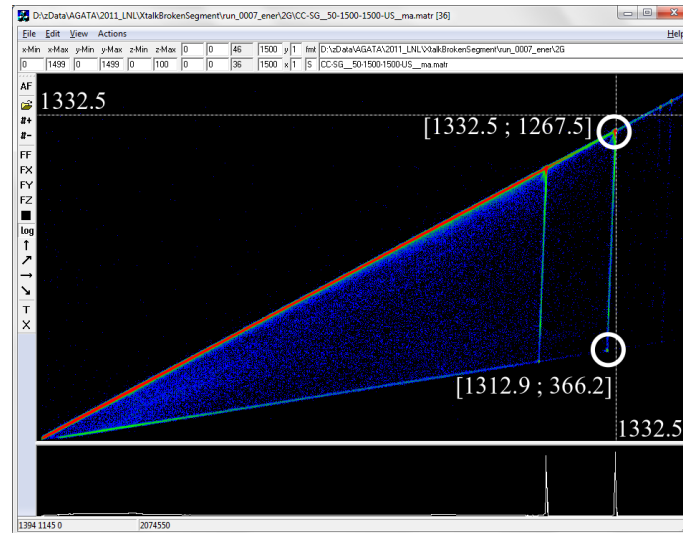 D:\zData\AGATA\2011_LNL\XtalkBrokenSegment\run_0007_ener\2G\CC-SG__50-1500-1500-US__ma.matr [36]
File Edit View Actions Help
x-Min x-Max y-Min y-Max z-Min z-Max 0 0 46 1500 y 1 fmt D:\zData\AGATA\2011_LNL\XtalkBrokenSegment\run_0007_ener\2G
0 1499 0 1499 0 100 0 0 36 1500 x 1 S CC-SG__50-1500-1500-US__ma.matr
AF
1332.5
#+
#-
[1332.5 ; 1267.5]
FF
FX
FY
FZ
log
T
X
[1312.9 ; 366.2]
1332.5
1394 1145 0 2074550